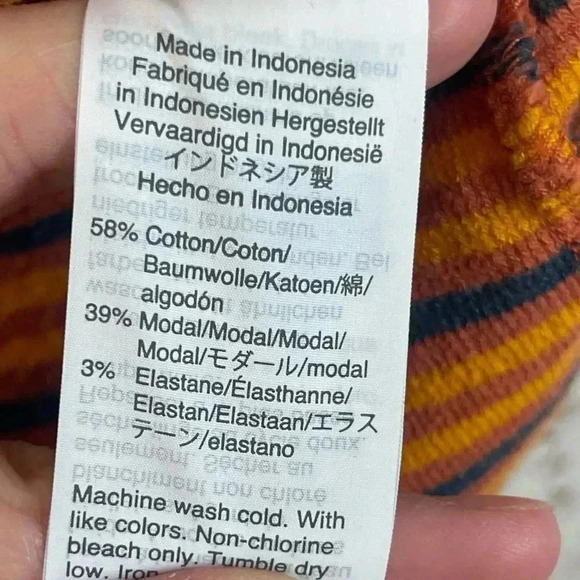 Made in Indonesia
Fabriqué en Indonésie
in Indonesien Hergestellt
Vervaardigd in Indonesië
インドネシア製
Hecho en Indonesia
58% Cotton/Coton/
Baumwolle/Katoen/綿/
algodón
39% Modal/Modal/Modal/
Modal/モダール/modal
3% Elastane/Élasthanne/
Elastan/Elastaan/エラス
テーン/elastano
Machine wash cold. With
like colors. Non-chlorine
bleach only. Tumble dry
low. Iron